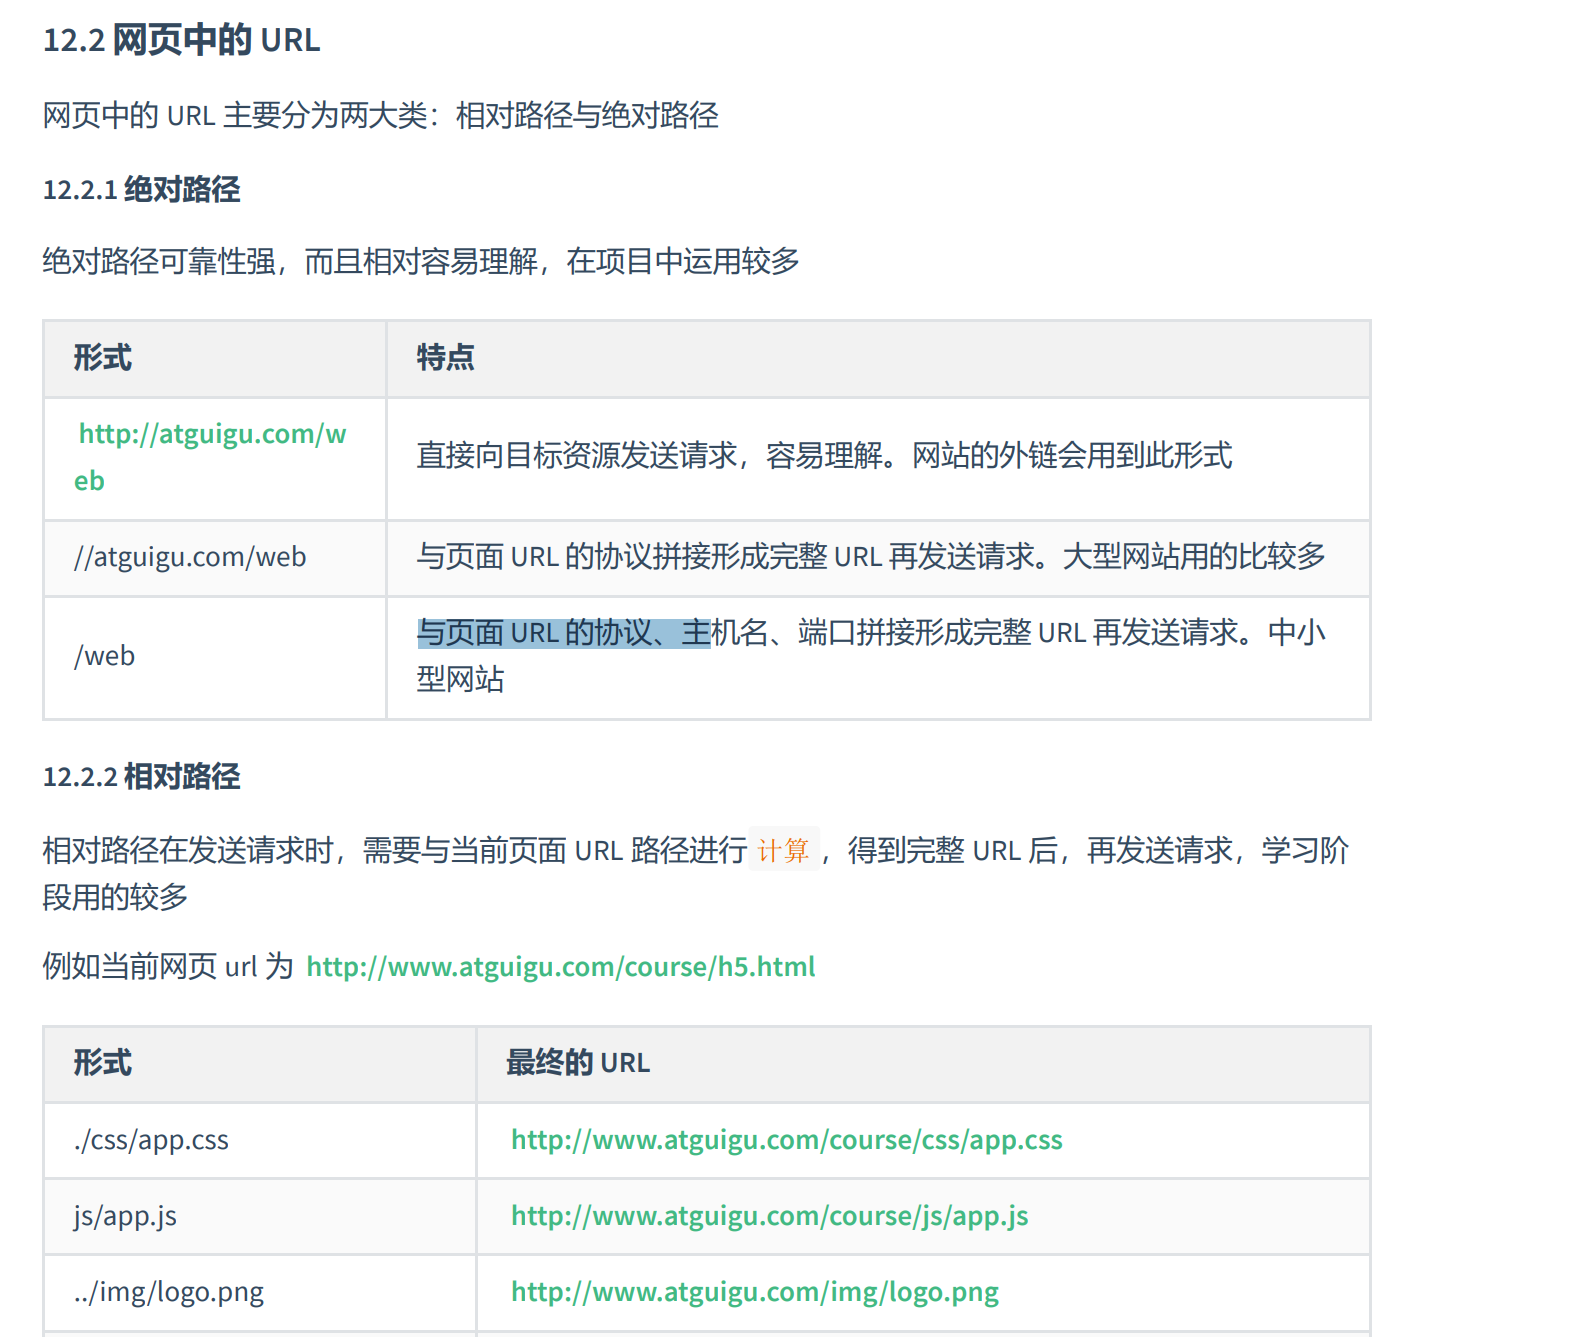 12.2 网页中的 URL
网页中的 URL 主要分为两大类：相对路径与绝对路径
12.2.1 绝对路径
绝对路径可靠性强，而且相对容易理解，在项目中运用较多
形式 特点
http://atguigu.com/w
eb
直接向目标资源发送请求，容易理解。网站的外链会用到此形式
//atguigu.com/web 与页面 URL 的协议拼接形成完整 URL 再发送请求。大型网站用的比较多
/web
与页面 URL 的协议、主机名、端口拼接形成完整 URL 再发送请求。中小
型网站
12.2.2 相对路径
相对路径在发送请求时，需要与当前页面 URL 路径进行 计算 ，得到完整 URL 后，再发送请求，学习阶
段用的较多
例如当前网页 url 为 http://www.atguigu.com/course/h5.html
形式 最终的 URL
./css/app.css http://www.atguigu.com/course/css/app.css
js/app.js http://www.atguigu.com/course/js/app.js
../img/logo.png http://www.atguigu.com/img/logo.png